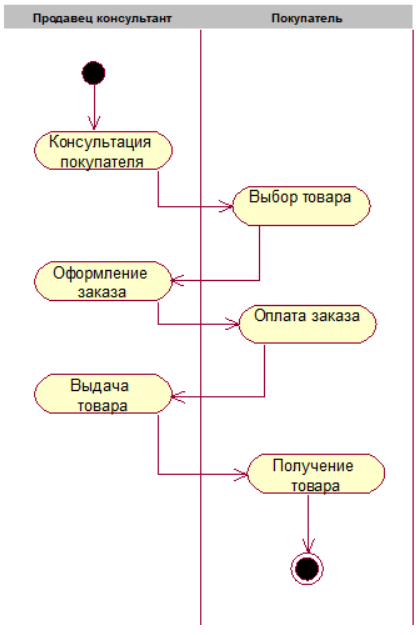 Продавец консультант
Покупатель
Консультация
покупателя
Выбор товара
Оформление
заказа
Оплата заказа
Выдача
товара
Получение
товара